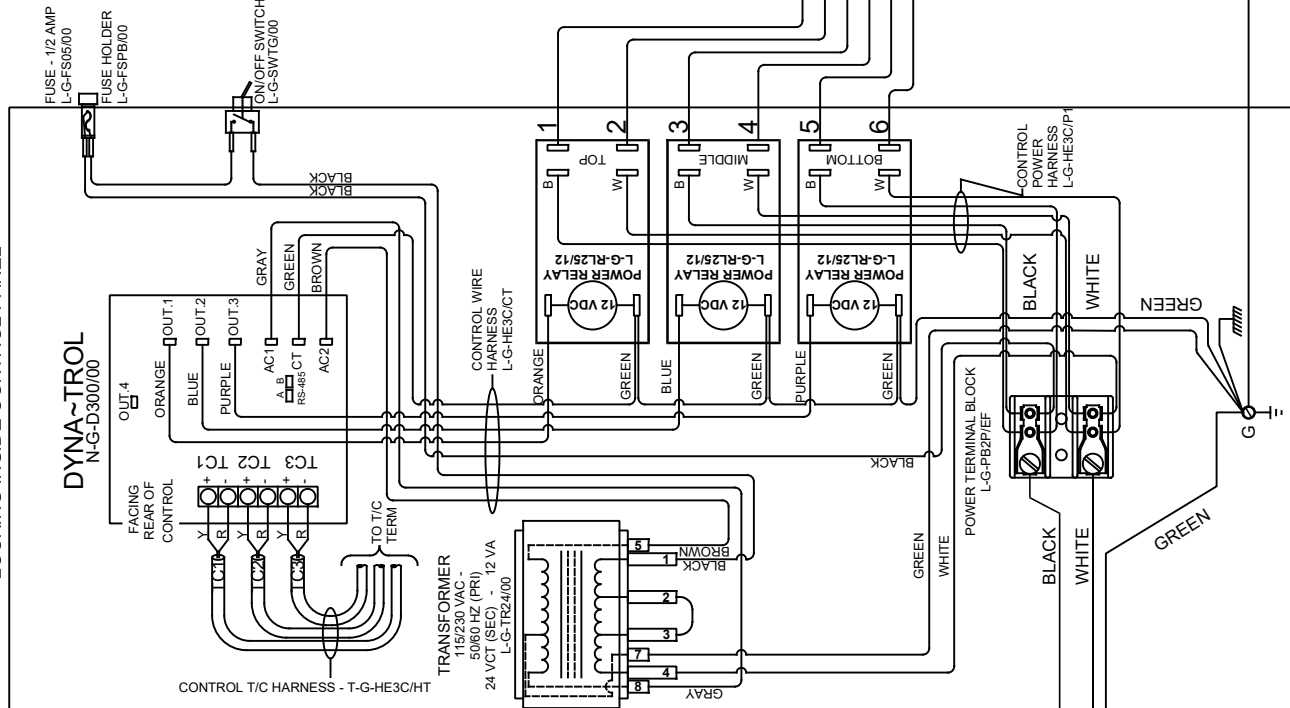 FUSE - 1/2 AMP
L-G-FS05/00
FUSE HOLDER
L-G-FSPB/00
ON/OFF SWITCH
L-G-SWTG/00
BLACK
BLACK
1
2
3
4
5
6
TOP
MIDDLE
BOTTOM
B
W
B
W
B
W
POWER RELAY
L-G-RL25/12
12 VDC
POWER RELAY
L-G-RL25/12
12 VDC
POWER RELAY
L-G-RL25/12
12 VDC
CONTROL
POWER
HARNESS
L-G-HE3C/P1
DYNA~TROL
N-G-D300/00
OUT.4
OUT.1
OUT.2
OUT.3
ORANGE
BLUE
PURPLE
AC1
CT
AC2
A B
RS-485
GRAY
GREEN
BROWN
CONTROL WIRE
HARNESS
L-G-HE3C/CT
ORANGE
GREEN
BLUE
GREEN
PURPLE
GREEN
BLACK
WHITE
GREEN
FACING
REAR OF
CONTROL
TC1 TC2 TC3
+ - + - + -
Y R Y R Y R
C1
C2
C3
TO T/C
TERM
CONTROL T/C HARNESS - T-G-HE3C/HT
TRANSFORMER
115/230 VAC -
50/60 HZ (PRI)
24 VCT (SEC) - 12 VA
L-G-TR24/00
5
1
2
3
7
4
8
BROWN
BLACK
GRAY
BLACK
GREEN
WHITE
POWER TERMINAL BLOCK
L-G-PB2P/EF
BLACK
WHITE
GREEN
G